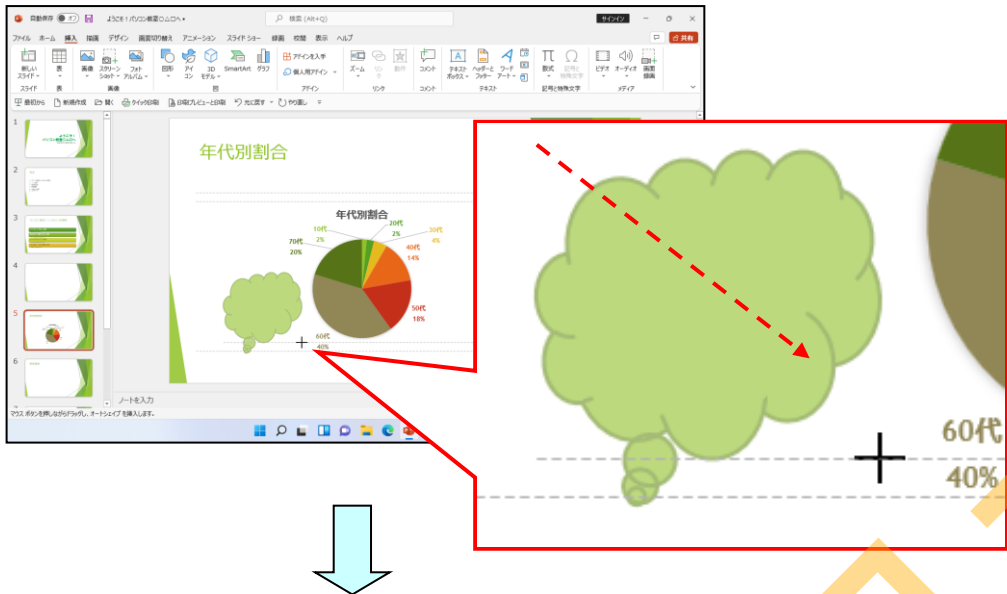 自動保存 オフ ようこそ！パソコン教室〇△□へ 検索 (Alt+Q) サインイン
ファイル ホーム 挿入 描画 デザイン 画面切り替え アニメーション スライド ショー 録画 校閲 表示 ヘルプ 共有
新しいスライド 表 画像 スクリーンショット フォトアルバム 図形 アイコン 3Dモデル SmartArt グラフ アドインを入手 個人用アドイン ズーム リンク 動作 コメント テキストボックス ヘッダーとフッター ワードアート 数式 記号と特殊文字 ビデオ オーディオ 画面録画
スライド 表 画像 図 アドイン リンク コメント テキスト 記号と特殊文字 メディア
最初から 新規作成 開く クイック印刷 印刷プレビューと印刷 元に戻す やり直し
1
2
3
4
5
6
年代別割合
年代別割合
10代
2%
20代
2%
30代
4%
40代
14%
50代
18%
60代
40%
70代
20%
ノートを入力
マウス ボタンを押しながらドラッグし、オートシェイプを挿入します。
60代
40%